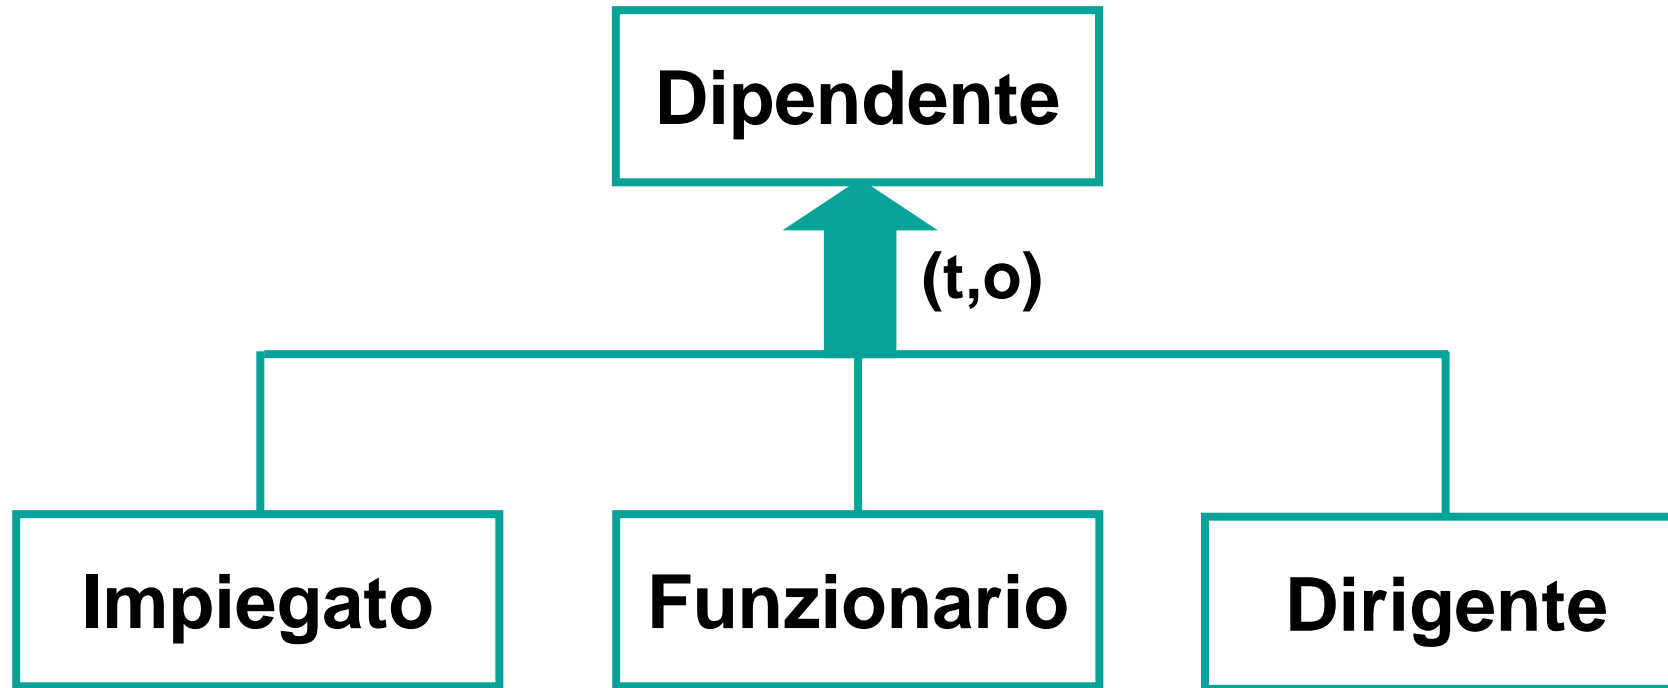 Dipendente
(t,o)
Impiegato
Funzionario
Dirigente